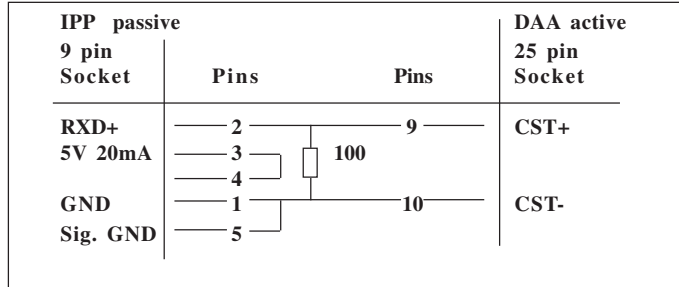 IPP passive DAA active
9 pin 25 pin
Socket Pins Pins Socket
RXD+ 2 9 CST+
5V 20mA 3 100
4
GND 1 10 CST-
Sig. GND 5